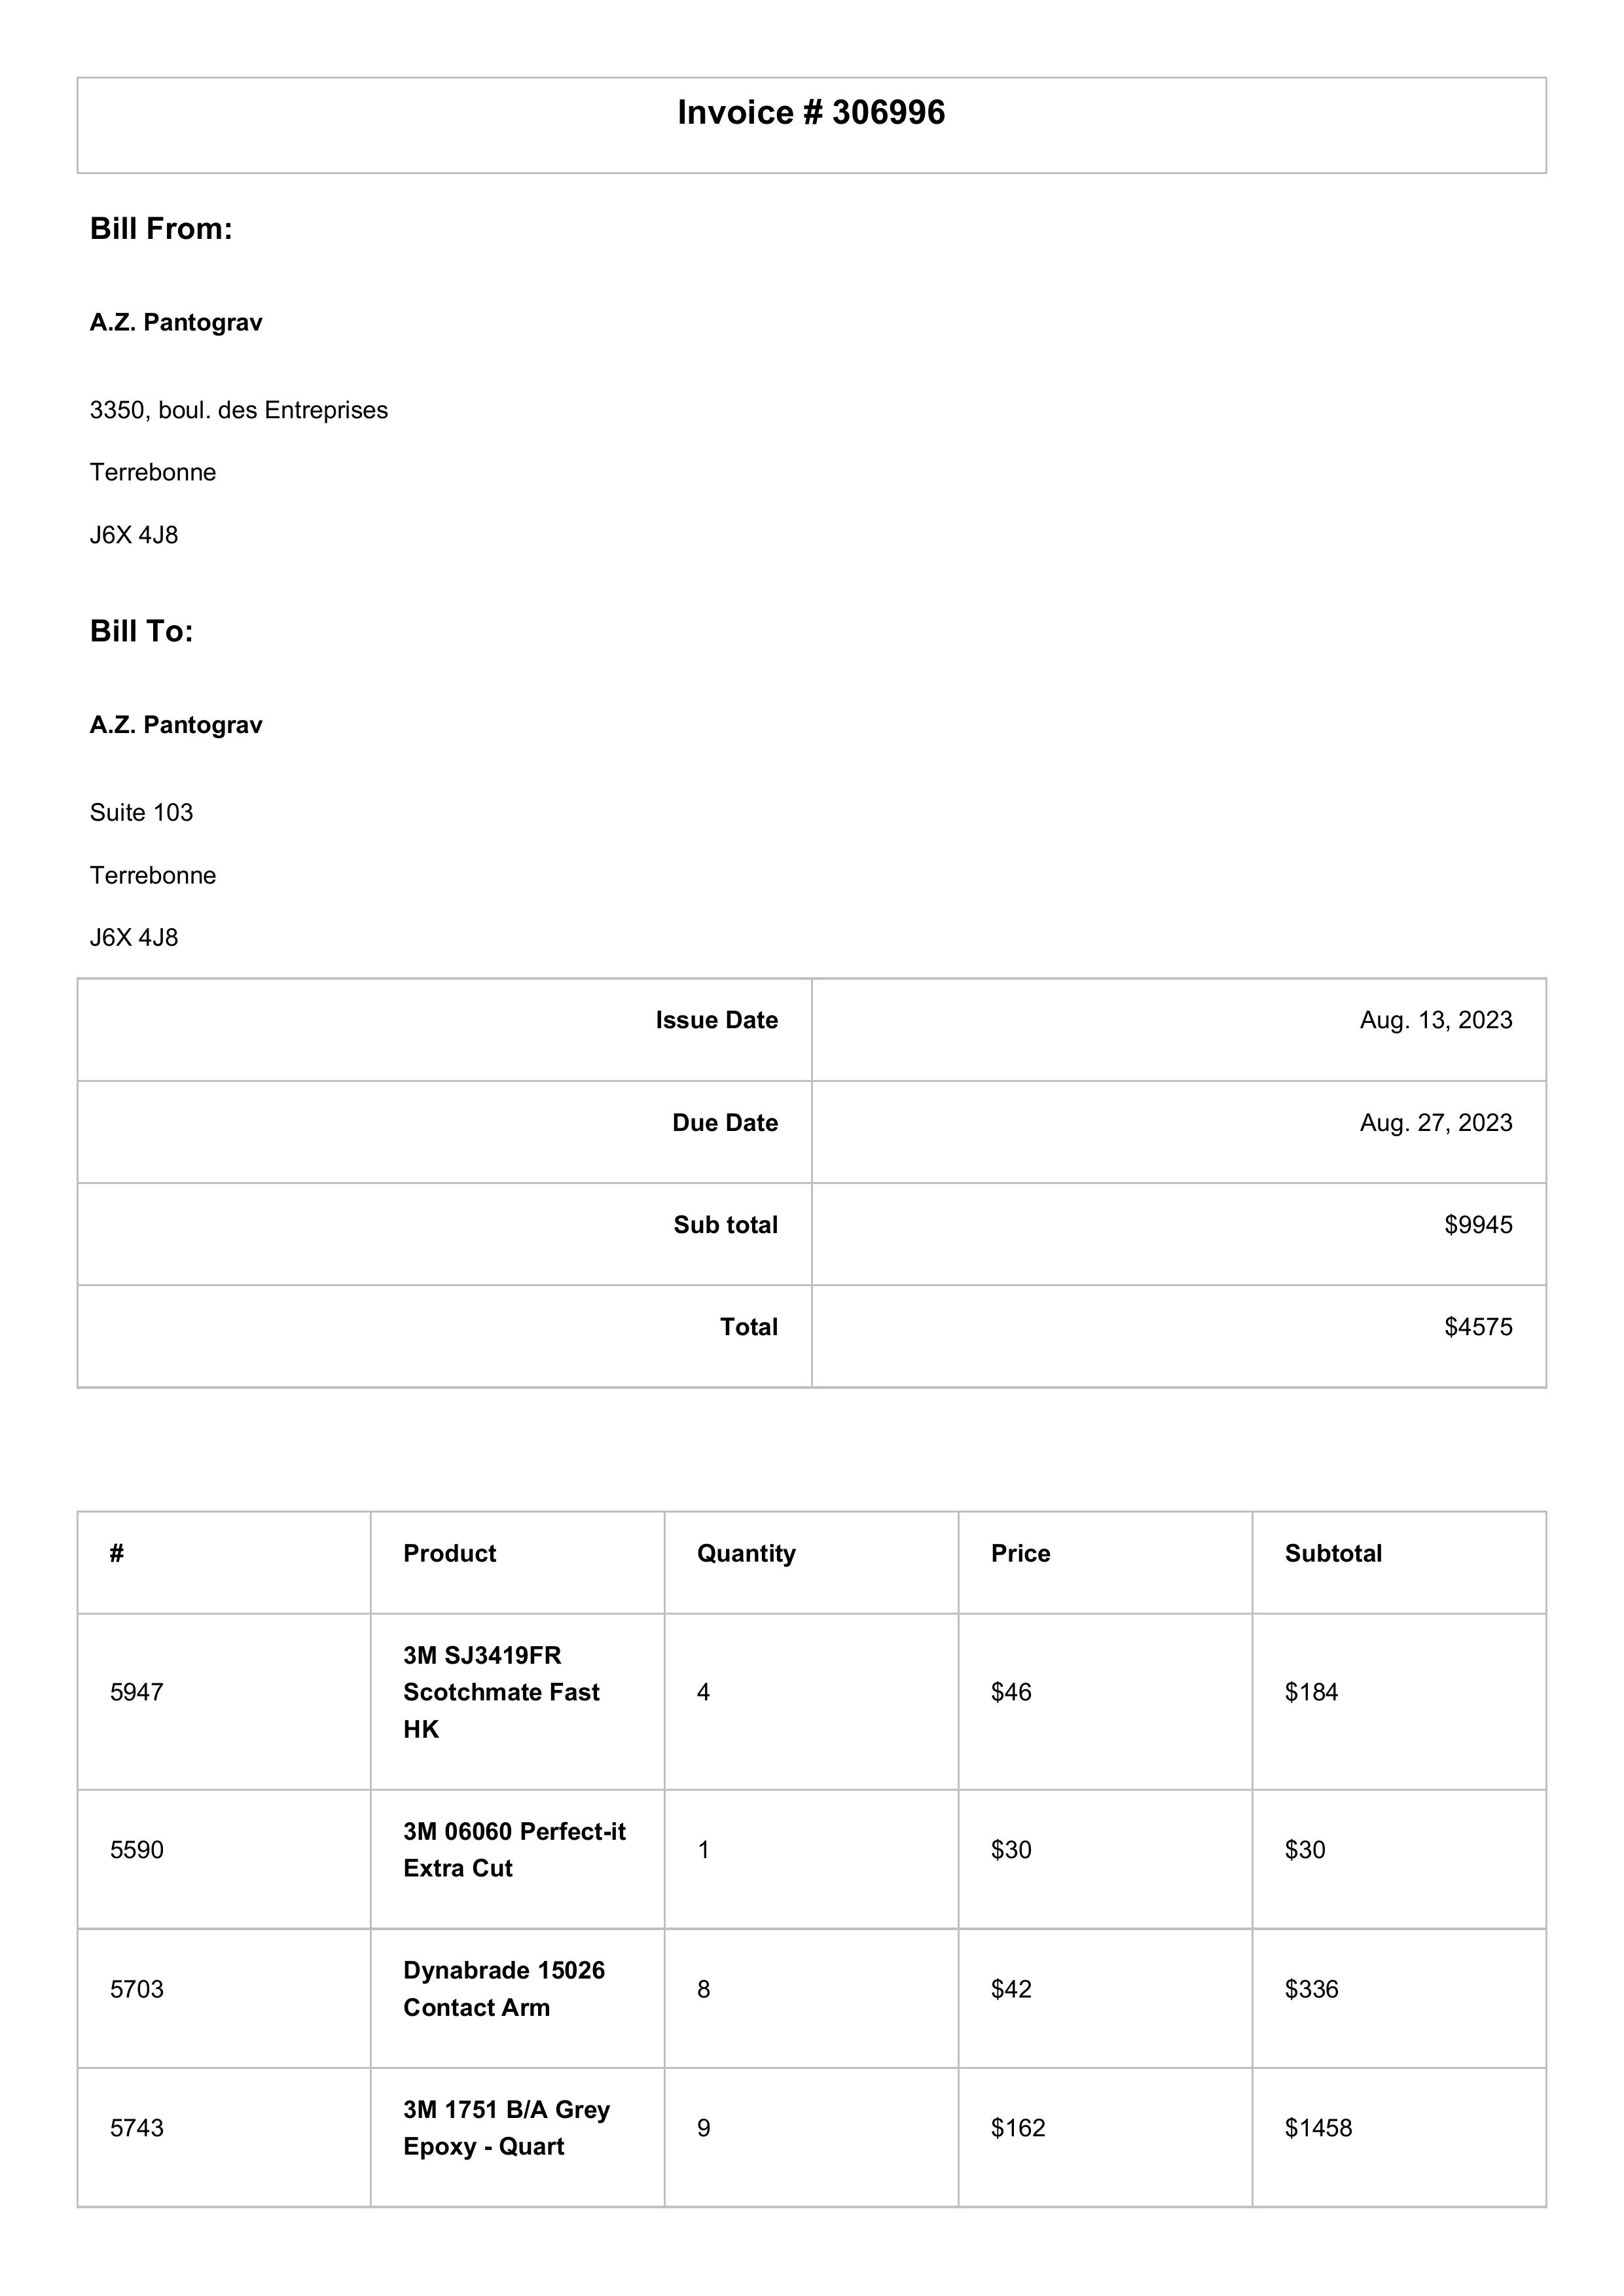 Invoice # 306996
Bill From:
A.Z. Pantograv
3350, boul. des Entreprises
Terrebonne
J6X 4J8
Bill To:
A.Z. Pantograv
Suite 103
Terrebonne
J6X 4J8
Issue Date Aug. 13, 2023
Due Date Aug. 27, 2023
Sub total $9945
Total $4575
# Product Quantity Price Subtotal
3M SJ3419FR
5947 Scotchmate Fast 4 $46 $184
HK
3M 06060 Perfect-it
5590 1 $30 $30
Extra Cut
Dynabrade 15026
5703 8 $42 $336
Contact Arm
3M 1751 B/A Grey
5743 9 $162 $1458
Epoxy - Quart